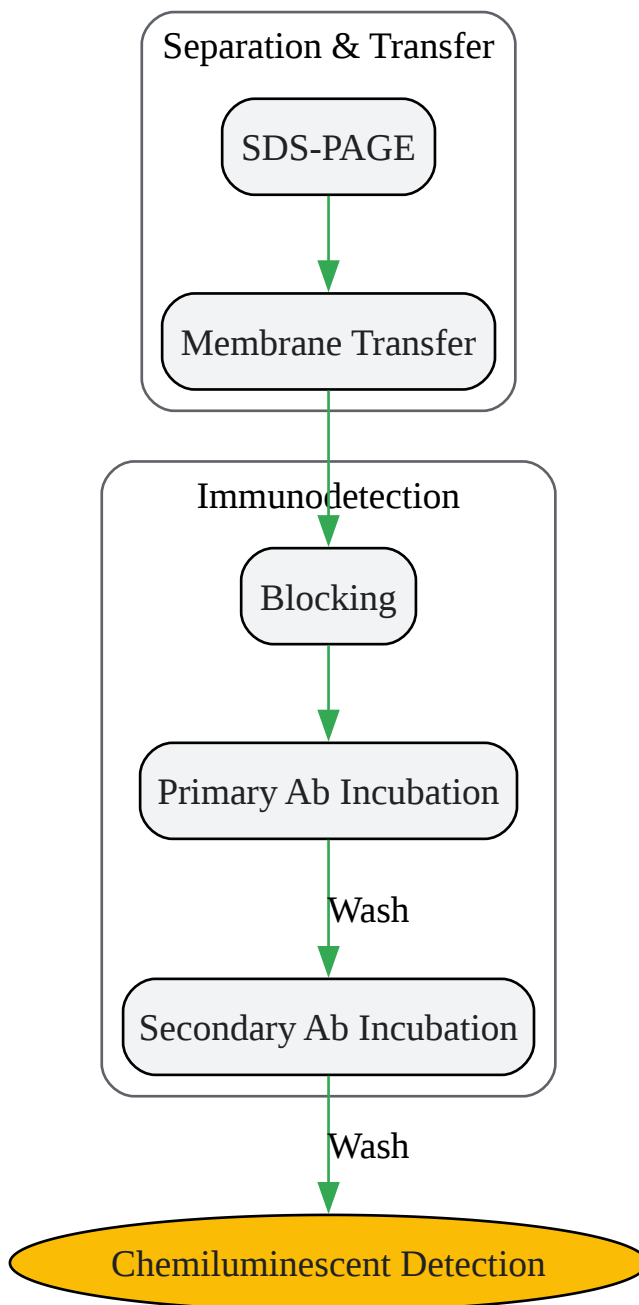 Separation & Transfer
SDS-PAGE
Membrane Transfer
Immunodetection
Blocking
Primary Ab Incubation
Wash
Secondary Ab Incubation
Wash
Chemiluminescent Detection